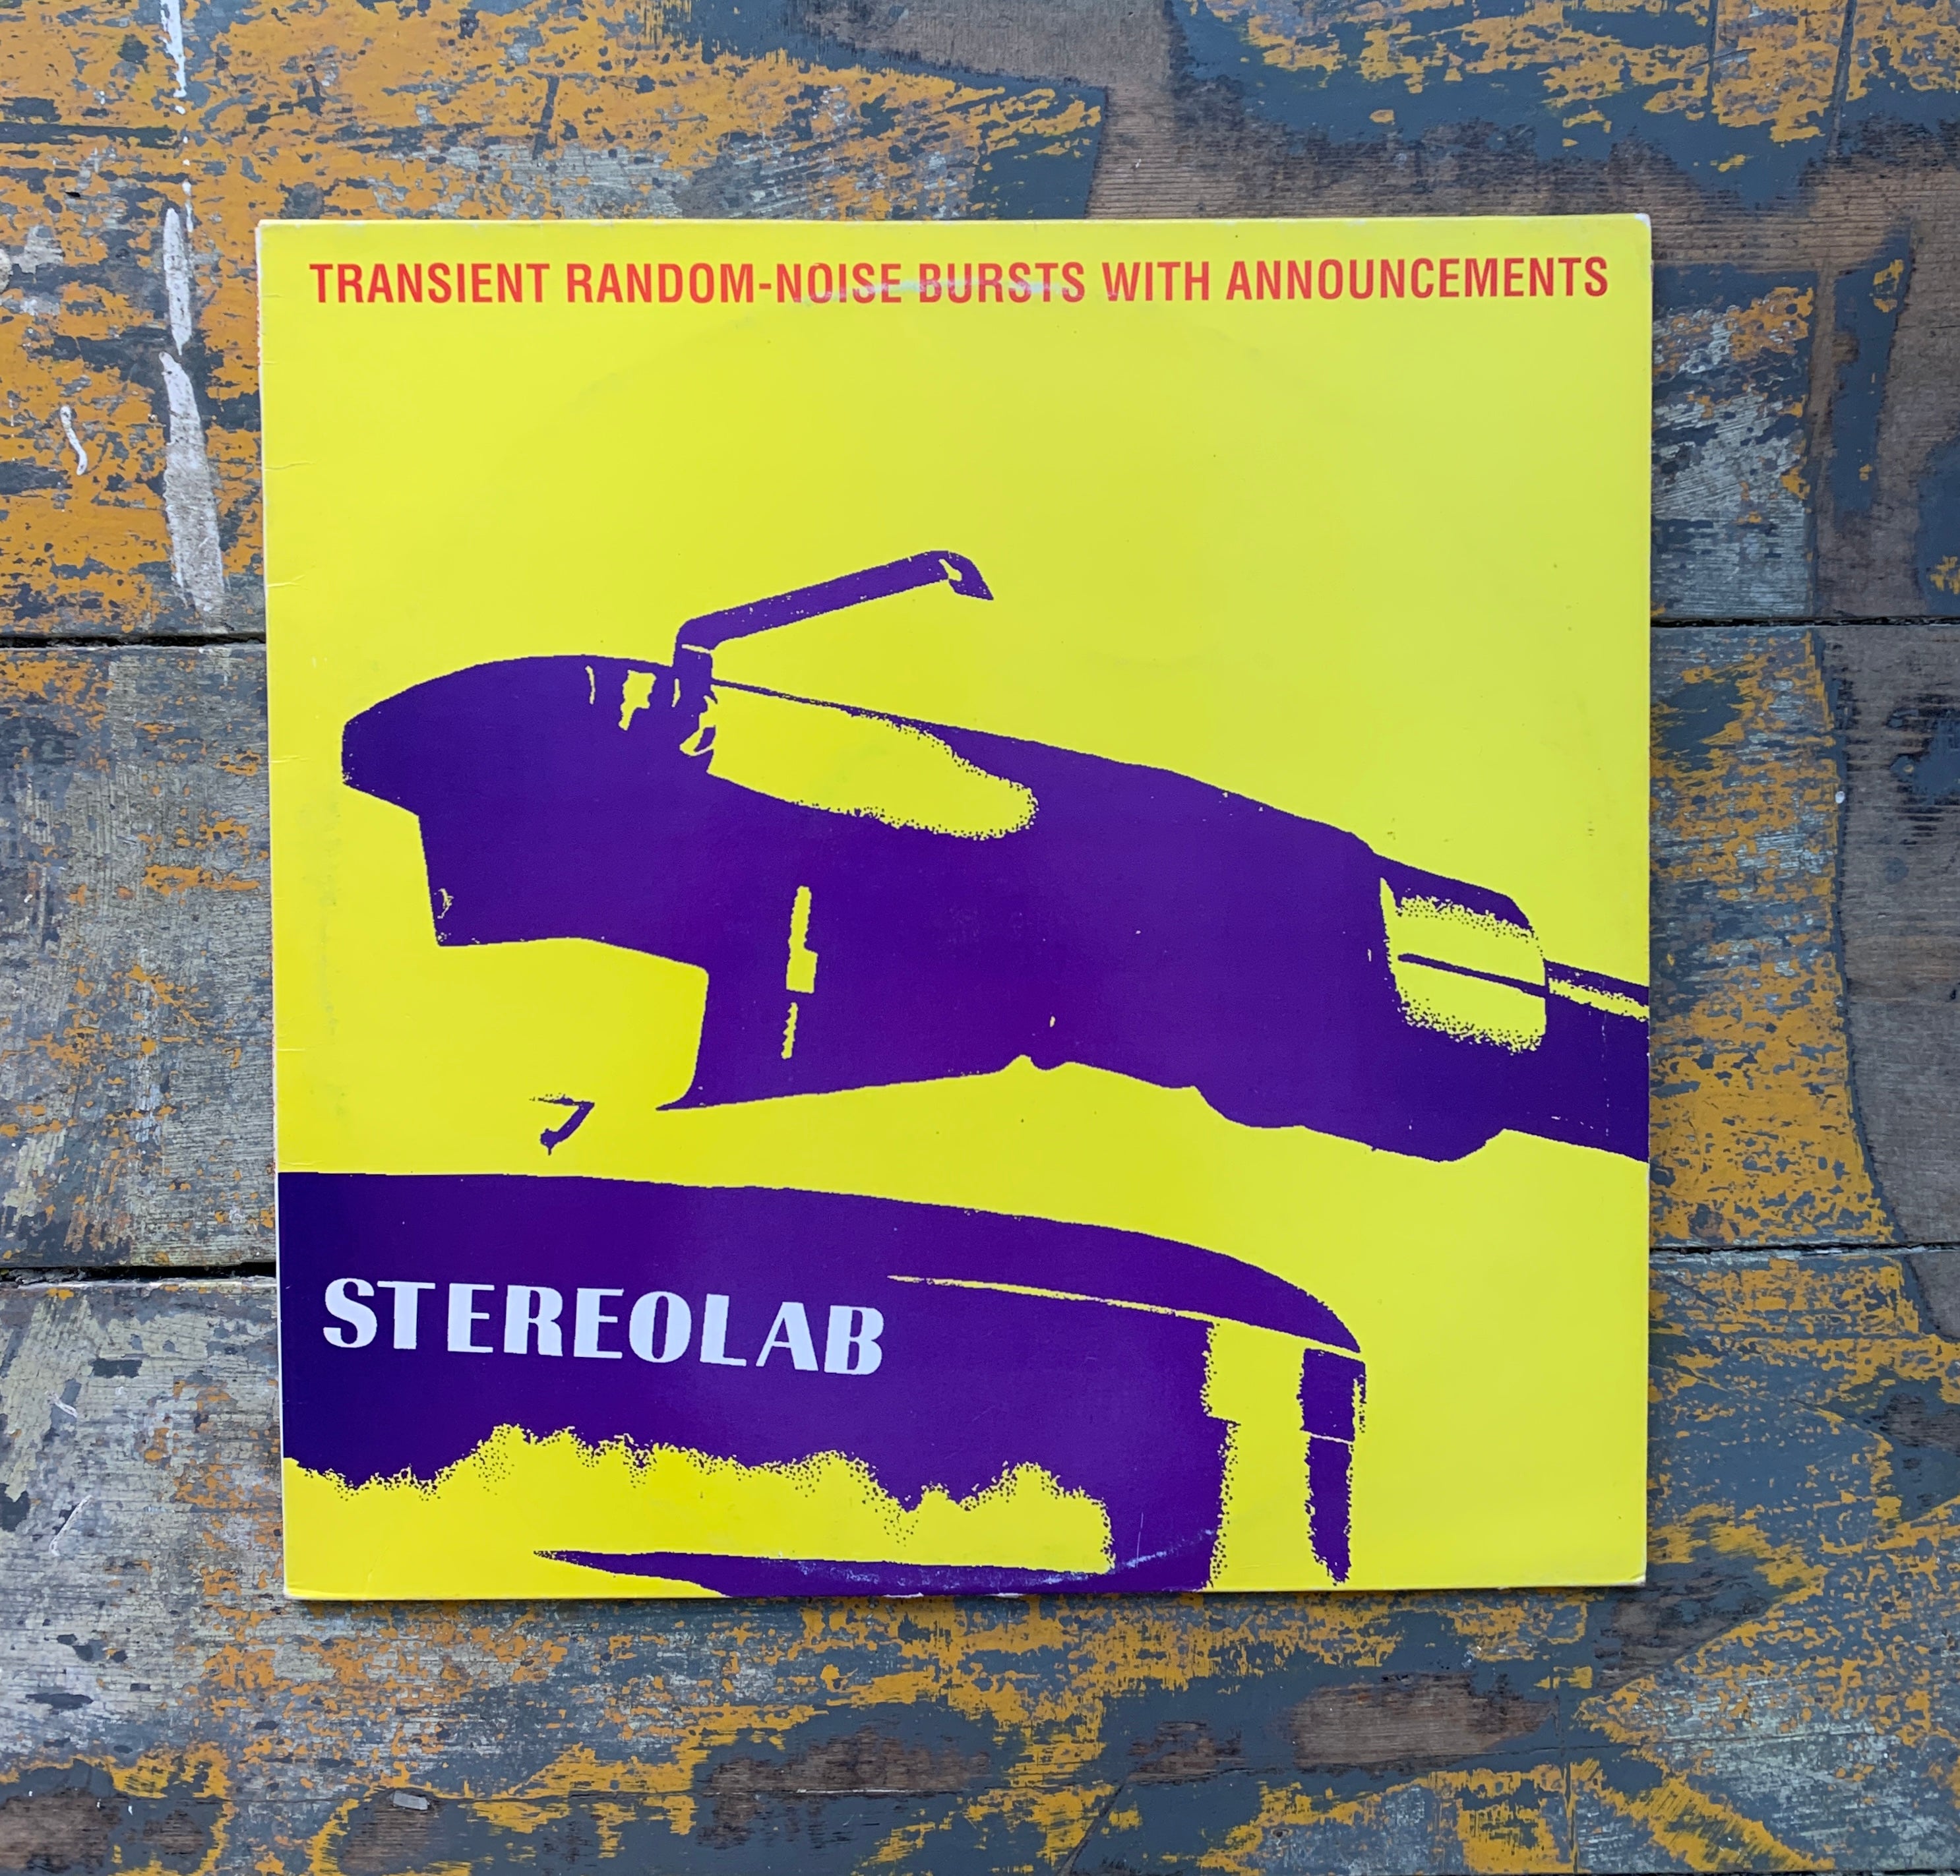 TRANSIENT RANDOM-NOISE BURSTS WITH ANNOUNCEMENTS
STEREOLAB